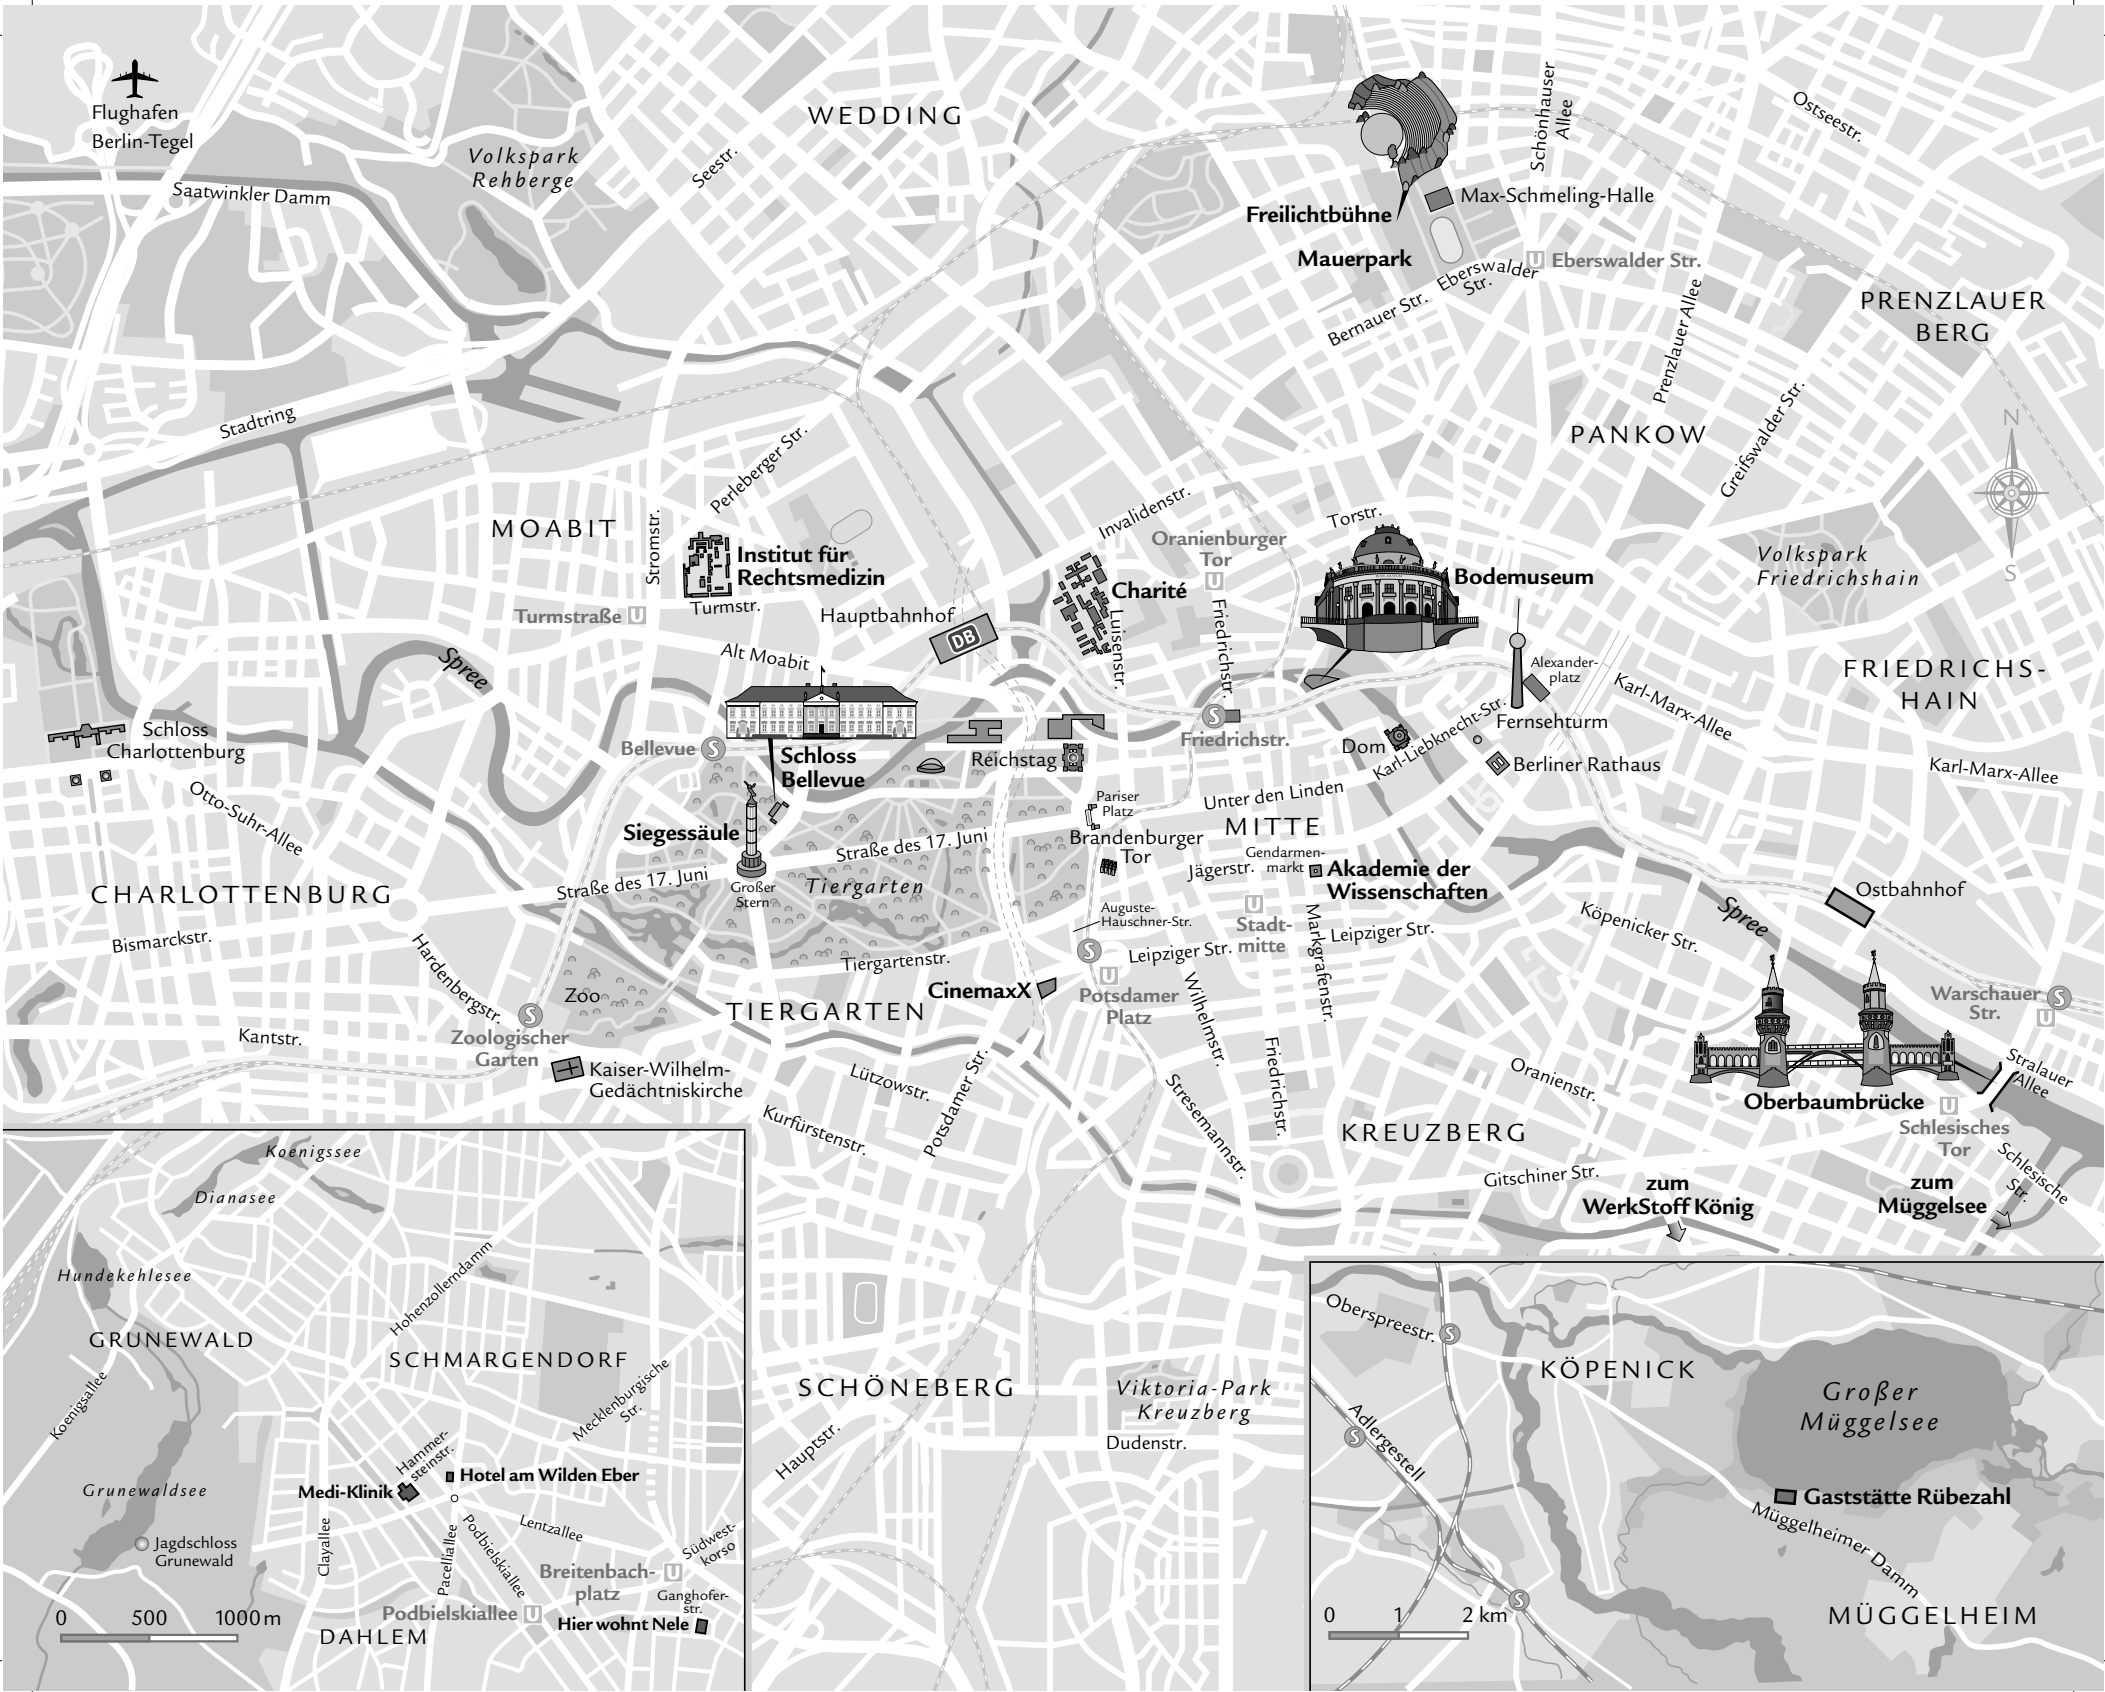 Flughafen
Berlin-Tegel
WEDDING
Volkspark
Rehberge
Seestr.
Saatwinkler Damm
Schönhauser
Allee
Ostseestr.
Max-Schmeling-Halle
Freilichtbühne
Mauerpark
Eberswalder
Str.
U Eberswalder Str.
Bernauer Str.
Prenzlauer Allee
PRENZLAUER
BERG
Stadtring
PANKOW
Greifswalder Str.
N
S
Perleberger Str.
MOABIT
Stromstr.
Institut für
Rechtsmedizin
Turmstr.
Turmstraße U
Invalidenstr.
Oranienburger
Tor
U
Torstr.
Bodemuseum
Volkspark
Friedrichshain
Charité
Luisenstr.
Friedrichstr.
Hauptbahnhof
DB
Alt Moabit
Spree
Alexander-
platz
Karl-Marx-Allee
FRIEDRICHS-
HAIN
Schloss
Charlottenburg
Bellevue S
Schloss
Bellevue
Reichstag
S
Friedrichstr.
Dom
Karl-Liebknecht-Str.
Fernsehturm
Berliner Rathaus
Karl-Marx-Allee
Otto-Suhr-Allee
Siegessäule
Straße des 17. Juni
Pariser
Platz
Unter den Linden
MITTE
Brandenburger
Tor
Gendarmen-
markt
Jägerstr.
Akademie der
Wissenschaften
CHARLOTTENBURG
Straße des 17. Juni
Großer
Stern
Tiergarten
Auguste-
Hauschner-Str.
U
Stadt-
mitte
Markgrafenstr.
Leipziger Str.
Köpenicker Str.
Spree
Ostbahnhof
Bismarckstr.
Hardenbergstr.
Tiergartenstr.
S
Leipziger Str.
U
Potsdamer
Platz
Wilhelmstr.
CinemaxX
Zoo
S
Zoologischer
Garten
TIERGARTEN
Warschauer
Str.
S
U
Kantstr.
Kaiser-Wilhelm-
Gedächtniskirche
Lützowstr.
Potsdamer Str.
Kurfürstenstr.
Stresemannstr.
Friedrichstr.
Oranienstr.
Stralauer
Allee
Oberbaumbrücke
U
Schlesisches
Tor
KREUZBERG
Gitschiner Str.
zum
WerkStoff König
zum
Müggelsee
Schlesische
Str.
SCHÖNEBERG
Viktoria-Park
Kreuzberg
Hauptstr.
Dudenstr.
Koenigssee
Dianasee
Hundekehlesee
Hohenzollerndamm
GRUNEWALD
SCHMARGENDORF
Koenigsallee
Mecklenburgische
Str.
Hammer-
steinstr.
Hotel am Wilden Eber
Medi-Klinik
Grunewaldsee
Jagdschloss
Grunewald
Clayallee
Pacelliallee
Podbielskiallee
Lentzallee
Südwest-
korso
Breitenbach-
platz
U
Ganghofer-
str.
Podbielskiallee U
Hier wohnt Nele
DAHLEM
0 500 1000 m
Oberspreestr.
S
KÖPENICK
Großer
Müggelsee
Adlergestell
S
Gaststätte Rübezahl
Müggelheimer Damm
S
MÜGGELHEIM
0 1 2 km